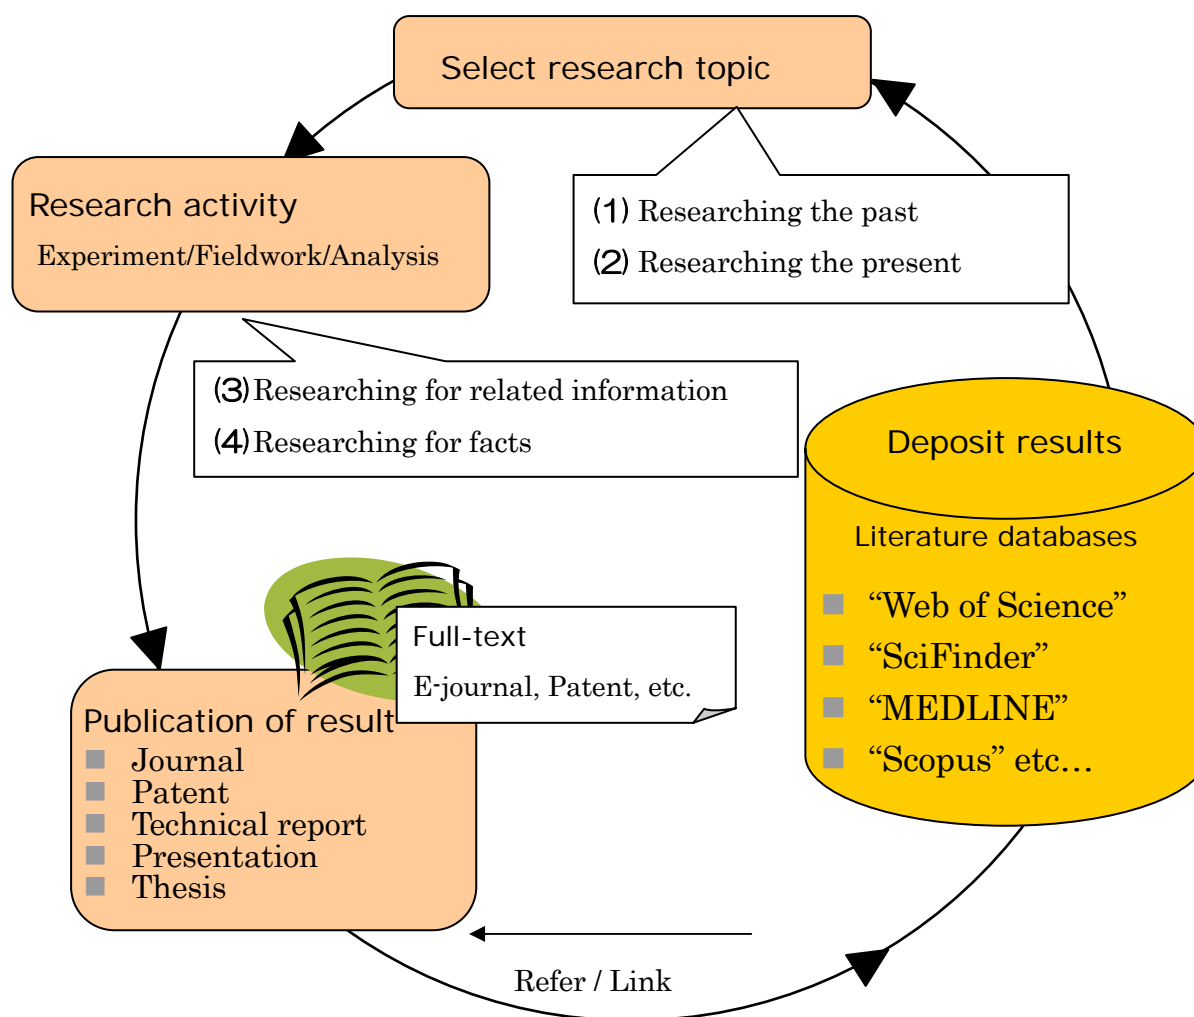 Select research topic
Research activity
Experiment/Fieldwork/Analysis
(1) Researching the past
(2) Researching the present
(3) Researching for related information
(4) Researching for facts
Deposit results
Literature databases
“Web of Science”
“SciFinder”
“MEDLINE”
“Scopus” etc…
Full-text
E-journal, Patent, etc.
Publication of result
Journal
Patent
Technical report
Presentation
Thesis
Refer / Link